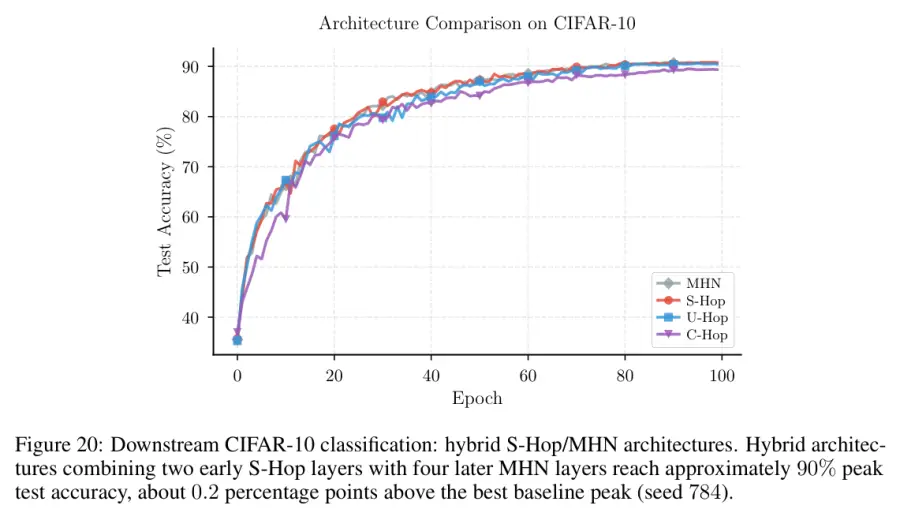 Architecture Comparison on CIFAR-10
Test Accuracy (%)
90
80
70
60
50
40
0
20
40
60
80
100
Epoch
MHN
S-Hop
U-Hop
C-Hop
Figure 20: Downstream CIFAR-10 classification: hybrid S-Hop/MHN architectures. Hybrid architec-
tures combining two early S-Hop layers with four later MHN layers reach approximately 90% peak
test accuracy, about 0.2 percentage points above the best baseline peak (seed 784).